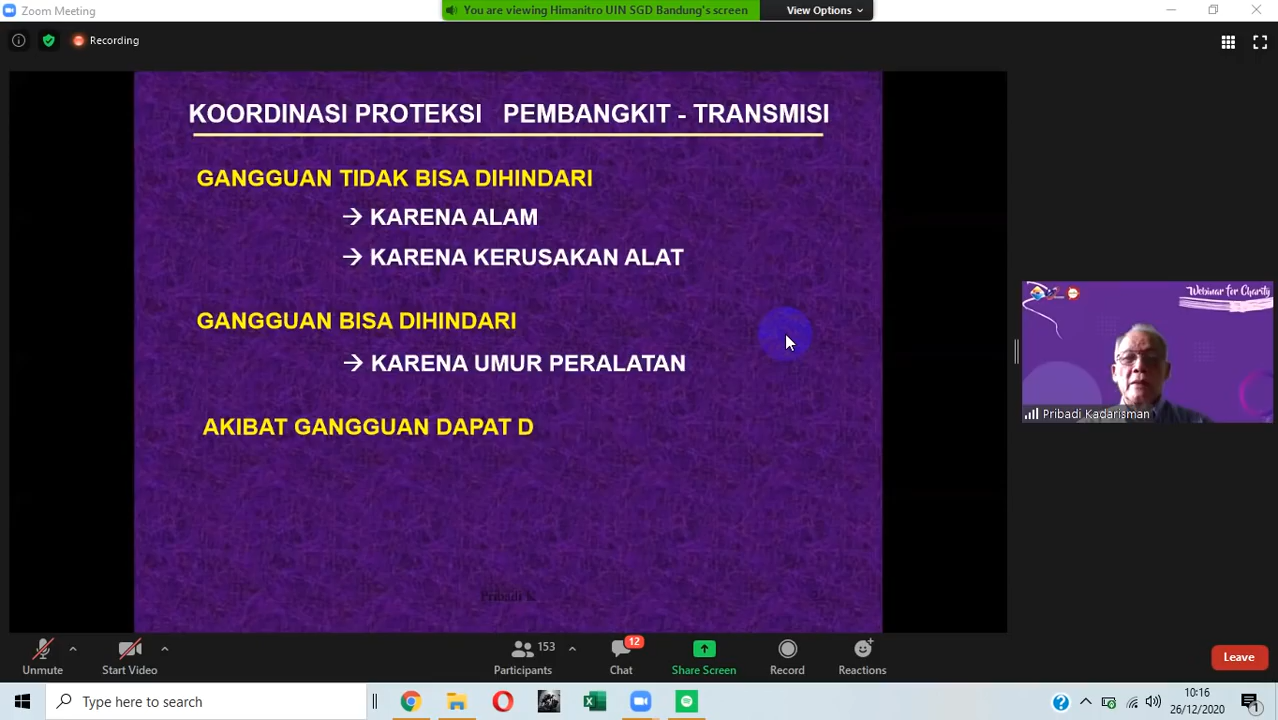 Zoom Meeting
You are viewing Himanitro UIN SGD Bandung's screen
View Options
Recording
KOORDINASI PROTEKSI PEMBANGKIT - TRANSMISI
GANGGUAN TIDAK BISA DIHINDARI
→ KARENA ALAM
→ KARENA KERUSAKAN ALAT
GANGGUAN BISA DIHINDARI
→ KARENA UMUR PERALATAN
AKIBAT GANGGUAN DAPAT D
Pribadi K
Webinar for Charity
Pribadi Kadarisman
Unmute
Start Video
Participants 153
Chat 12
Share Screen
Record
Reactions
Leave
Type here to search
10:16
26/12/2020
1